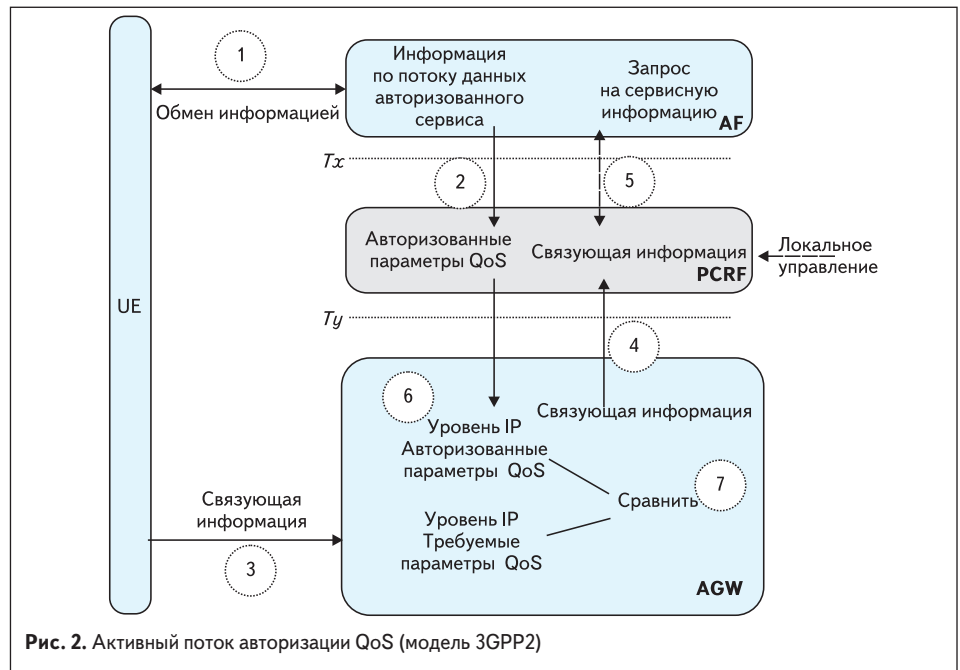 1
Обмен информацией
Информация
по потоку данных
авторизованного
сервиса
Запрос
на сервисную
информацию
AF
Tx
2
5
Авторизованные
параметры QoS
Связующая информация
PCRF
Локальное
управление
UE
Ty
4
6
Связующая информация
Уровень IP
Авторизованные
параметры QoS
7
Сравнить
Связующая
информация
3
Уровень IP
Требуемые
параметры QoS
AGW
Рис. 2. Активный поток авторизации QoS (модель 3GPP2)